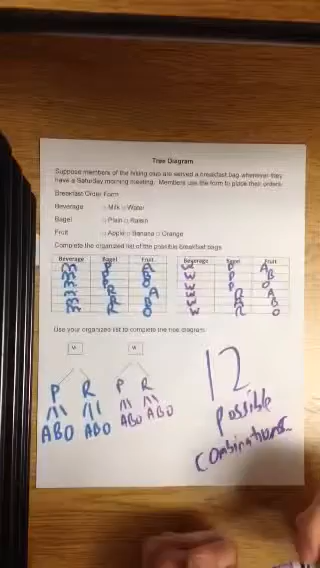 Tree Diagram
Suppose members of the hiking club are served a breakfast bag whenever they
have a Saturday morning meeting. Members use the form to place their orders.
Breakfast Order Form
Beverage □ Milk □ Water
Bagel □ Plain □ Raisin
Fruit □ Apple □ Banana □ Orange
Complete the organized list of the possible breakfast bags
Beverage Bagel Fruit Beverage Bagel Fruit
m P A W P A
m P B W P B
m P O W P O
m R A W R A
m R B W R B
m R O W R O
Use your organized list to complete the tree diagram
P R P R
ABO ABO ABO ABO
12
Possible
Combinations